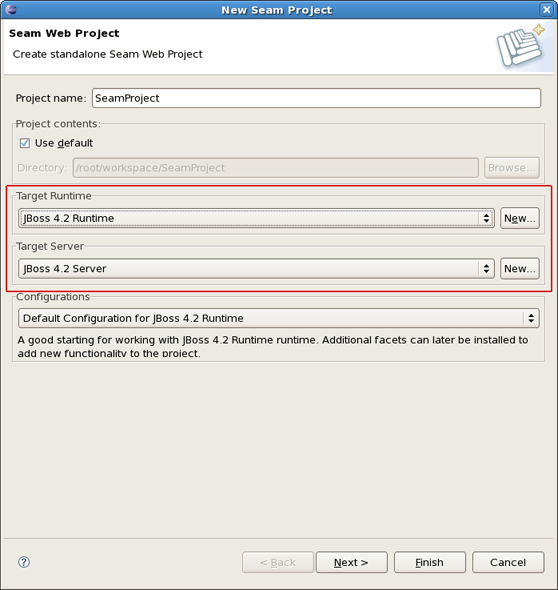 New Seam Project
Seam Web Project
Create standalone Seam Web Project
Project name: SeamProject
Project contents:
Use default
Directory: /root/workspace/SeamProject Browse...
Target Runtime
JBoss 4.2 Runtime New...
Target Server
JBoss 4.2 Server New...
Configurations
Default Configuration for JBoss 4.2 Runtime
A good starting for working with JBoss 4.2 Runtime runtime. Additional facets can later be installed to
add new functionality to the project.
? < Back Next > Finish Cancel